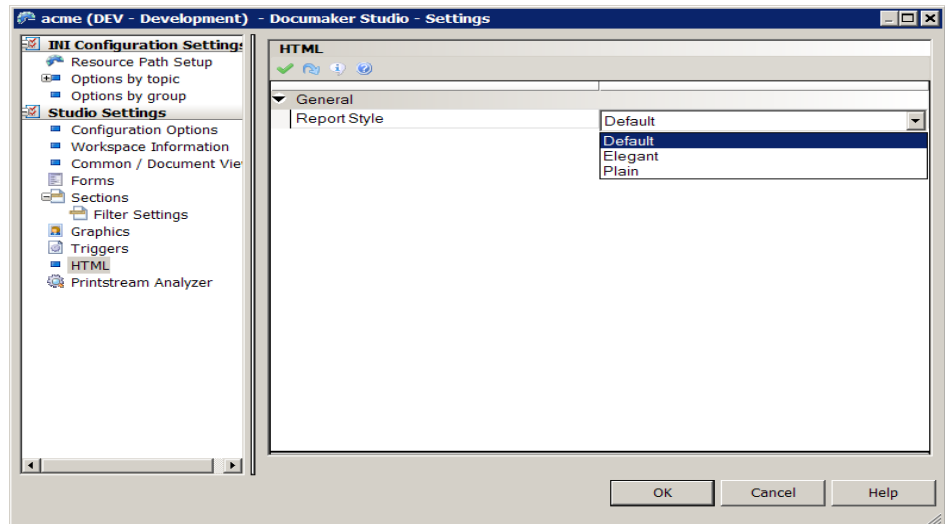 acme (DEV - Development) - Documaker Studio - Settings
INI Configuration Settings
Resource Path Setup
Options by topic
Options by group
Studio Settings
Configuration Options
Workspace Information
Common / Document Vie
Forms
Sections
Filter Settings
Graphics
Triggers
HTML
Printstream Analyzer
HTML
General
Report Style
Default
Default
Elegant
Plain
OK
Cancel
Help